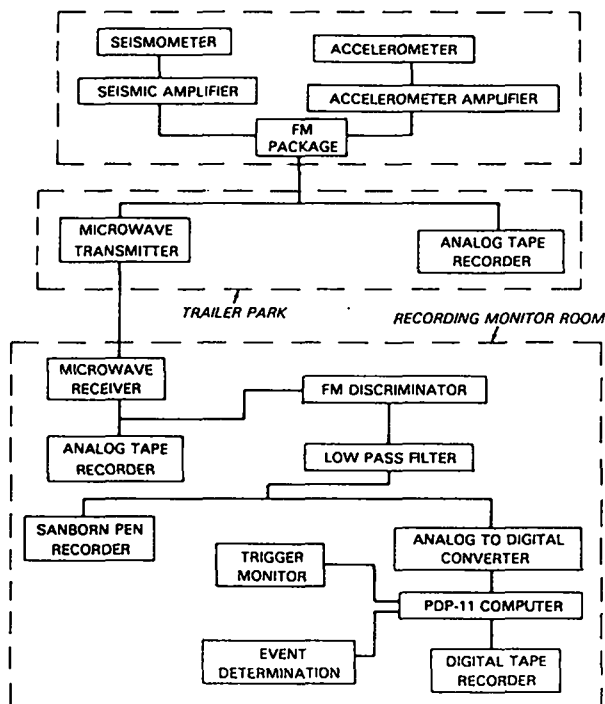 SEISMOMETER
ACCELEROMETER
SEISMIC AMPLIFIER
ACCELEROMETER AMPLIFIER
FM
PACKAGE
MICROWAVE
TRANSMITTER
ANALOG TAPE
RECORDER
TRAILER PARK
RECORDING MONITOR ROOM
MICROWAVE
RECEIVER
FM DISCRIMINATOR
ANALOG TAPE
RECORDER
LOW PASS FILTER
SANBORN PEN
RECORDER
ANALOG TO DIGITAL
CONVERTER
TRIGGER
MONITOR
PDP-11 COMPUTER
EVENT
DETERMINATION
DIGITAL TAPE
RECORDER